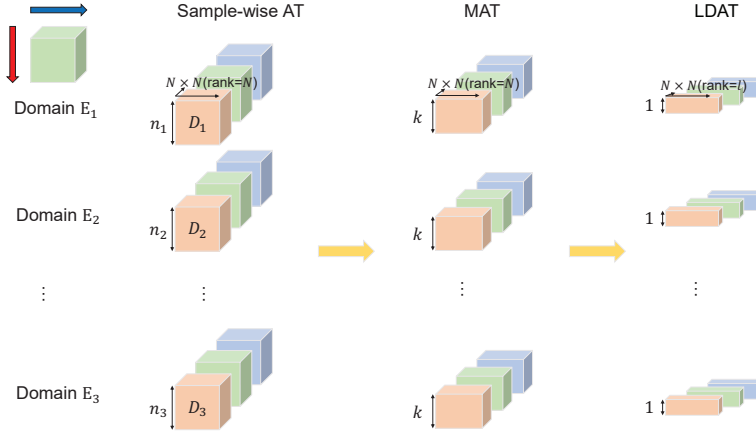 Sample-wise AT
MAT
LDAT
N × N(rank=N)
N × N(rank=N)
N × N(rank=l)
Domain E₁
n₁
D₁
k
1
Domain E₂
n₂
D₂
k
1
⋮
⋮
⋮
⋮
Domain E₃
n₃
D₃
k
1